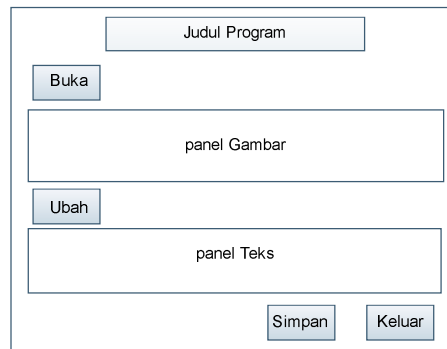 Judul Program
Buka
panel Gambar
Ubah
panel Teks
Simpan
Keluar